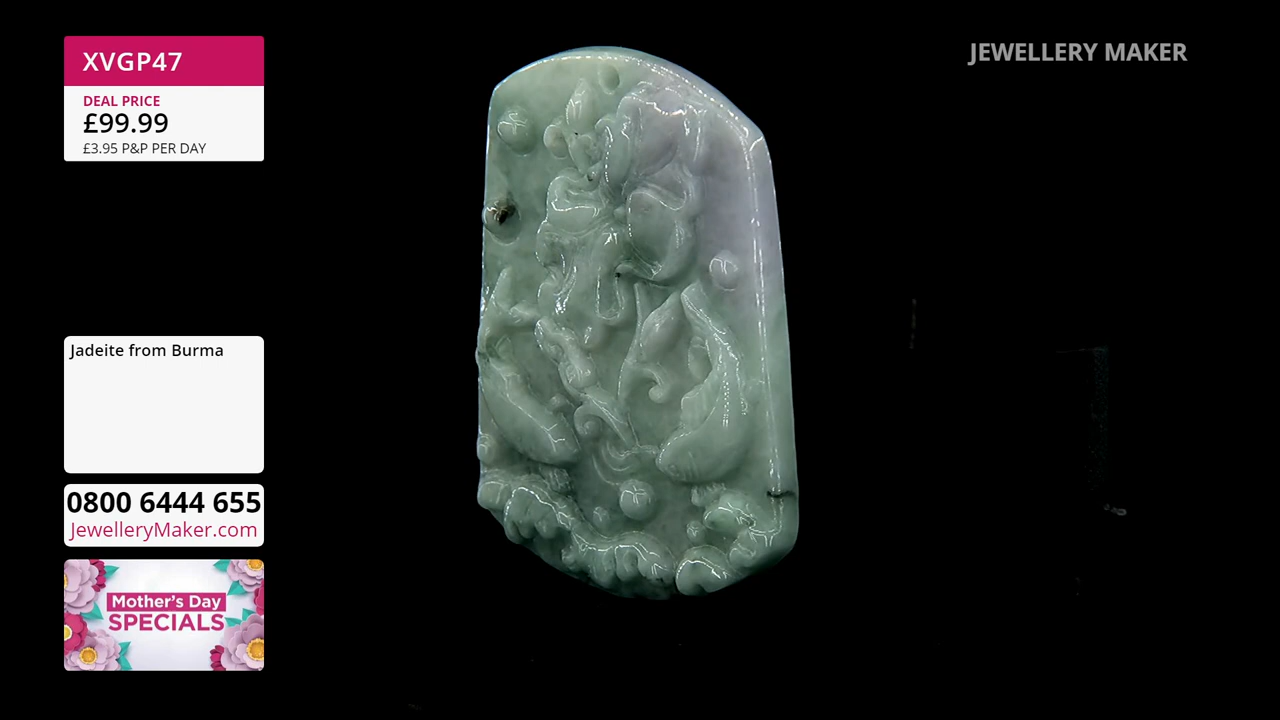 XVGP47
DEAL PRICE
£99.99
£3.95 P&P PER DAY
JEWELLERY MAKER
Jadeite from Burma
0800 6444 655
JewelleryMaker.com
Mother's Day
SPECIALS